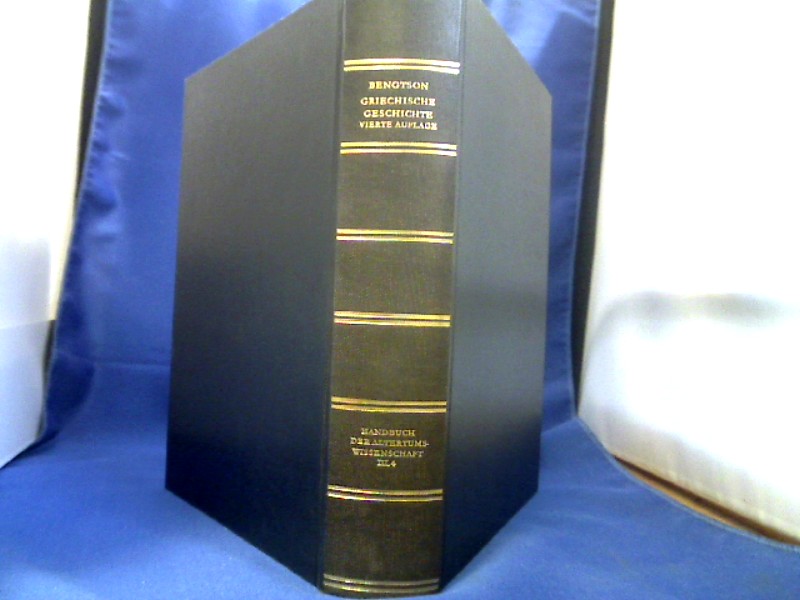 BENGTSON
GRIECHISCHE
GESCHICHTE
VIERTE AUFLAGE
HANDBUCH
DER ALTERTUMS-
WISSENSCHAFT
III,4